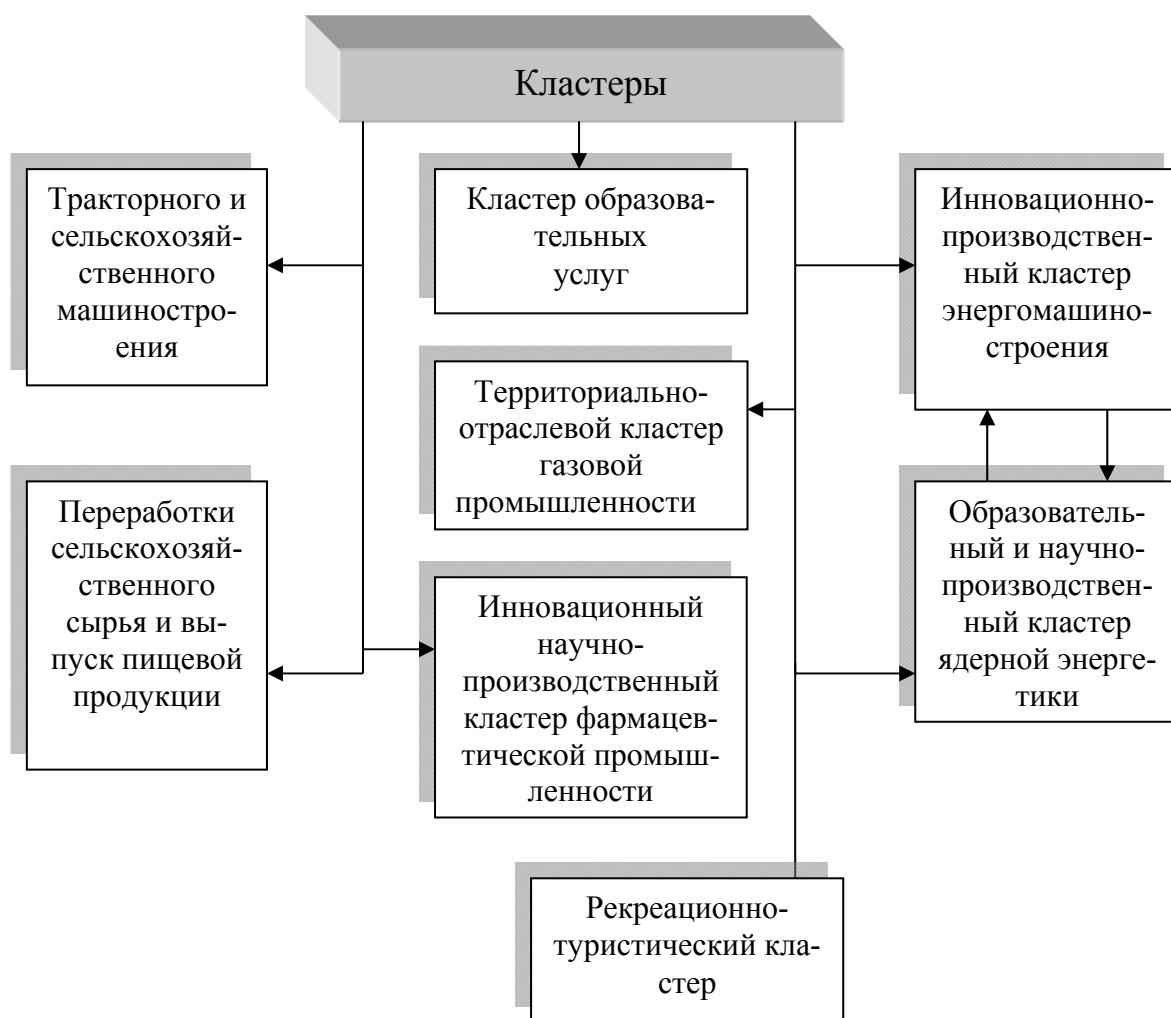 Кластеры
Тракторного и
сельскохозяй-
ственного
машиностро-
ения
Кластер образова-
тельных
услуг
Инновационно-
производствен-
ный кластер
энергомашино-
строения
Территориально-
отраслевой кластер
газовой
промышленности
Переработки
сельскохозяй-
ственного
сырья и вы-
пуск пищевой
продукции
Инновационный
научно-
производственный
кластер фармацев-
тической промыш-
ленности
Образователь-
ный и научно-
производствен-
ный кластер
ядерной энерге-
тики
Рекреационно-
туристический кла-
стер